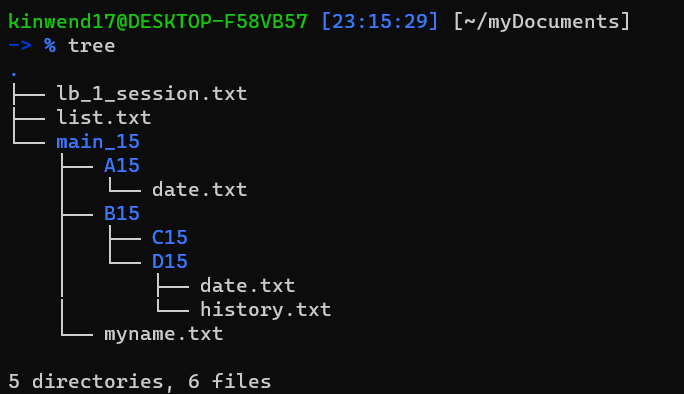 kinwend17@DESKTOP-F58VB57 [23:15:29] [~/myDocuments]
-> % tree
.
├── lb_1_session.txt
├── list.txt
└── main_15
    ├── A15
    │   └── date.txt
    ├── B15
    │   ├── C15
    │   └── D15
    │       ├── date.txt
    │       └── history.txt
    └── myname.txt

5 directories, 6 files